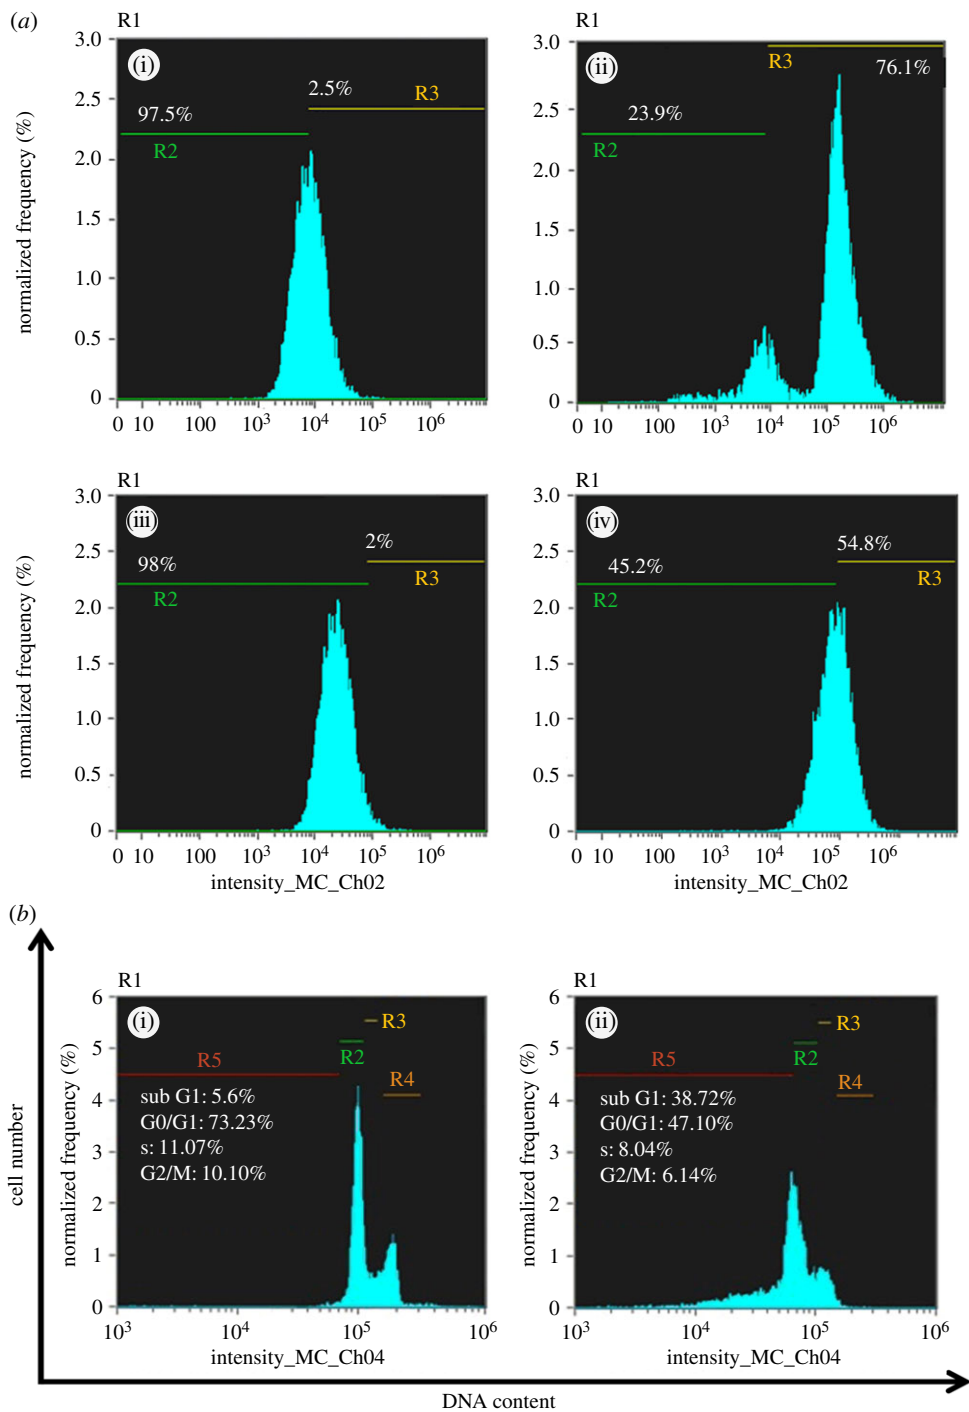 (a)
R1
3.0
2.5
2.0
1.5
1.0
0.5
0
normalized frequency (%)
(i)
97.5%
R2
2.5%
R3
0 10 100 10³ 10⁴ 10⁵ 10⁶
R1
3.0
2.5
2.0
1.5
1.0
0.5
0
(ii)
23.9%
R2
R3
76.1%
0 10 100 10³ 10⁴ 10⁵ 10⁶
R1
3.0
2.5
2.0
1.5
1.0
0.5
0
normalized frequency (%)
(iii)
98%
R2
2%
R3
0 10 100 10³ 10⁴ 10⁵ 10⁶
intensity_MC_Ch02
R1
3.0
2.5
2.0
1.5
1.0
0.5
0
(iv)
45.2%
R2
54.8%
R3
0 10 100 10³ 10⁴ 10⁵ 10⁶
intensity_MC_Ch02
(b)
cell number
R1
6
5
4
3
2
1
0
normalized frequency (%)
(i)
R3
R2
R5
R4
sub G1: 5.6%
G0/G1: 73.23%
s: 11.07%
G2/M: 10.10%
10³ 10⁴ 10⁵ 10⁶
intensity_MC_Ch04
R1
6
5
4
3
2
1
0
normalized frequency (%)
(ii)
R3
R2
R5
R4
sub G1: 38.72%
G0/G1: 47.10%
s: 8.04%
G2/M: 6.14%
10³ 10⁴ 10⁵ 10⁶
intensity_MC_Ch04
DNA content